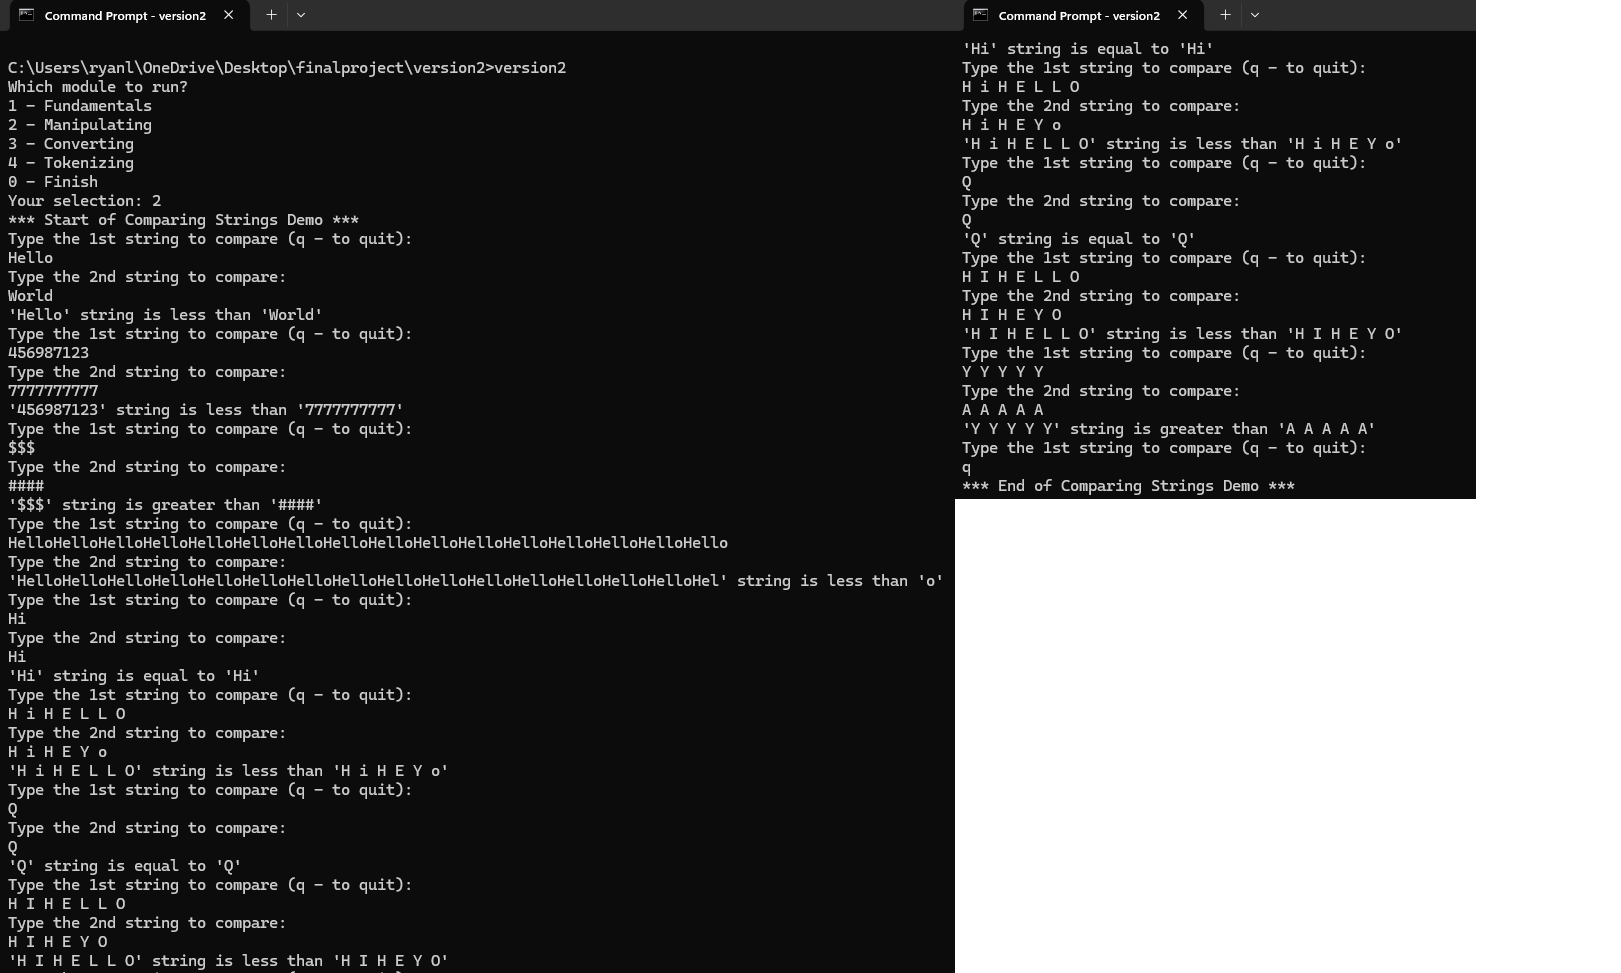 Command Prompt - version2
C:\Users\ryanl\OneDrive\Desktop\finalproject\version2>version2
Which module to run?
1 - Fundamentals
2 - Manipulating
3 - Converting
4 - Tokenizing
0 - Finish
Your selection: 2
*** Start of Comparing Strings Demo ***
Type the 1st string to compare (q - to quit):
Hello
Type the 2nd string to compare:
World
'Hello' string is less than 'World'
Type the 1st string to compare (q - to quit):
456987123
Type the 2nd string to compare:
7777777777
'456987123' string is less than '7777777777'
Type the 1st string to compare (q - to quit):
$$$
Type the 2nd string to compare:
####
'$$$' string is greater than '####'
Type the 1st string to compare (q - to quit):
HelloHelloHelloHelloHelloHelloHelloHelloHelloHelloHelloHelloHelloHelloHelloHello
Type the 2nd string to compare:
'HelloHelloHelloHelloHelloHelloHelloHelloHelloHelloHelloHelloHelloHelloHelloHel' string is less than 'o'
Type the 1st string to compare (q - to quit):
Hi
Type the 2nd string to compare:
Hi
'Hi' string is equal to 'Hi'
Type the 1st string to compare (q - to quit):
H i H E L L O
Type the 2nd string to compare:
H i H E Y o
'H i H E L L O' string is less than 'H i H E Y o'
Type the 1st string to compare (q - to quit):
Q
Type the 2nd string to compare:
Q
'Q' string is equal to 'Q'
Type the 1st string to compare (q - to quit):
H I H E L L O
Type the 2nd string to compare:
H I H E Y O
'H I H E L L O' string is less than 'H I H E Y O'
Command Prompt - version2
'Hi' string is equal to 'Hi'
Type the 1st string to compare (q - to quit):
H i H E L L O
Type the 2nd string to compare:
H i H E Y o
'H i H E L L O' string is less than 'H i H E Y o'
Type the 1st string to compare (q - to quit):
Q
Type the 2nd string to compare:
Q
'Q' string is equal to 'Q'
Type the 1st string to compare (q - to quit):
H I H E L L O
Type the 2nd string to compare:
H I H E Y O
'H I H E L L O' string is less than 'H I H E Y O'
Type the 1st string to compare (q - to quit):
Y Y Y Y Y
Type the 2nd string to compare:
A A A A A
'Y Y Y Y Y' string is greater than 'A A A A A'
Type the 1st string to compare (q - to quit):
q
*** End of Comparing Strings Demo ***